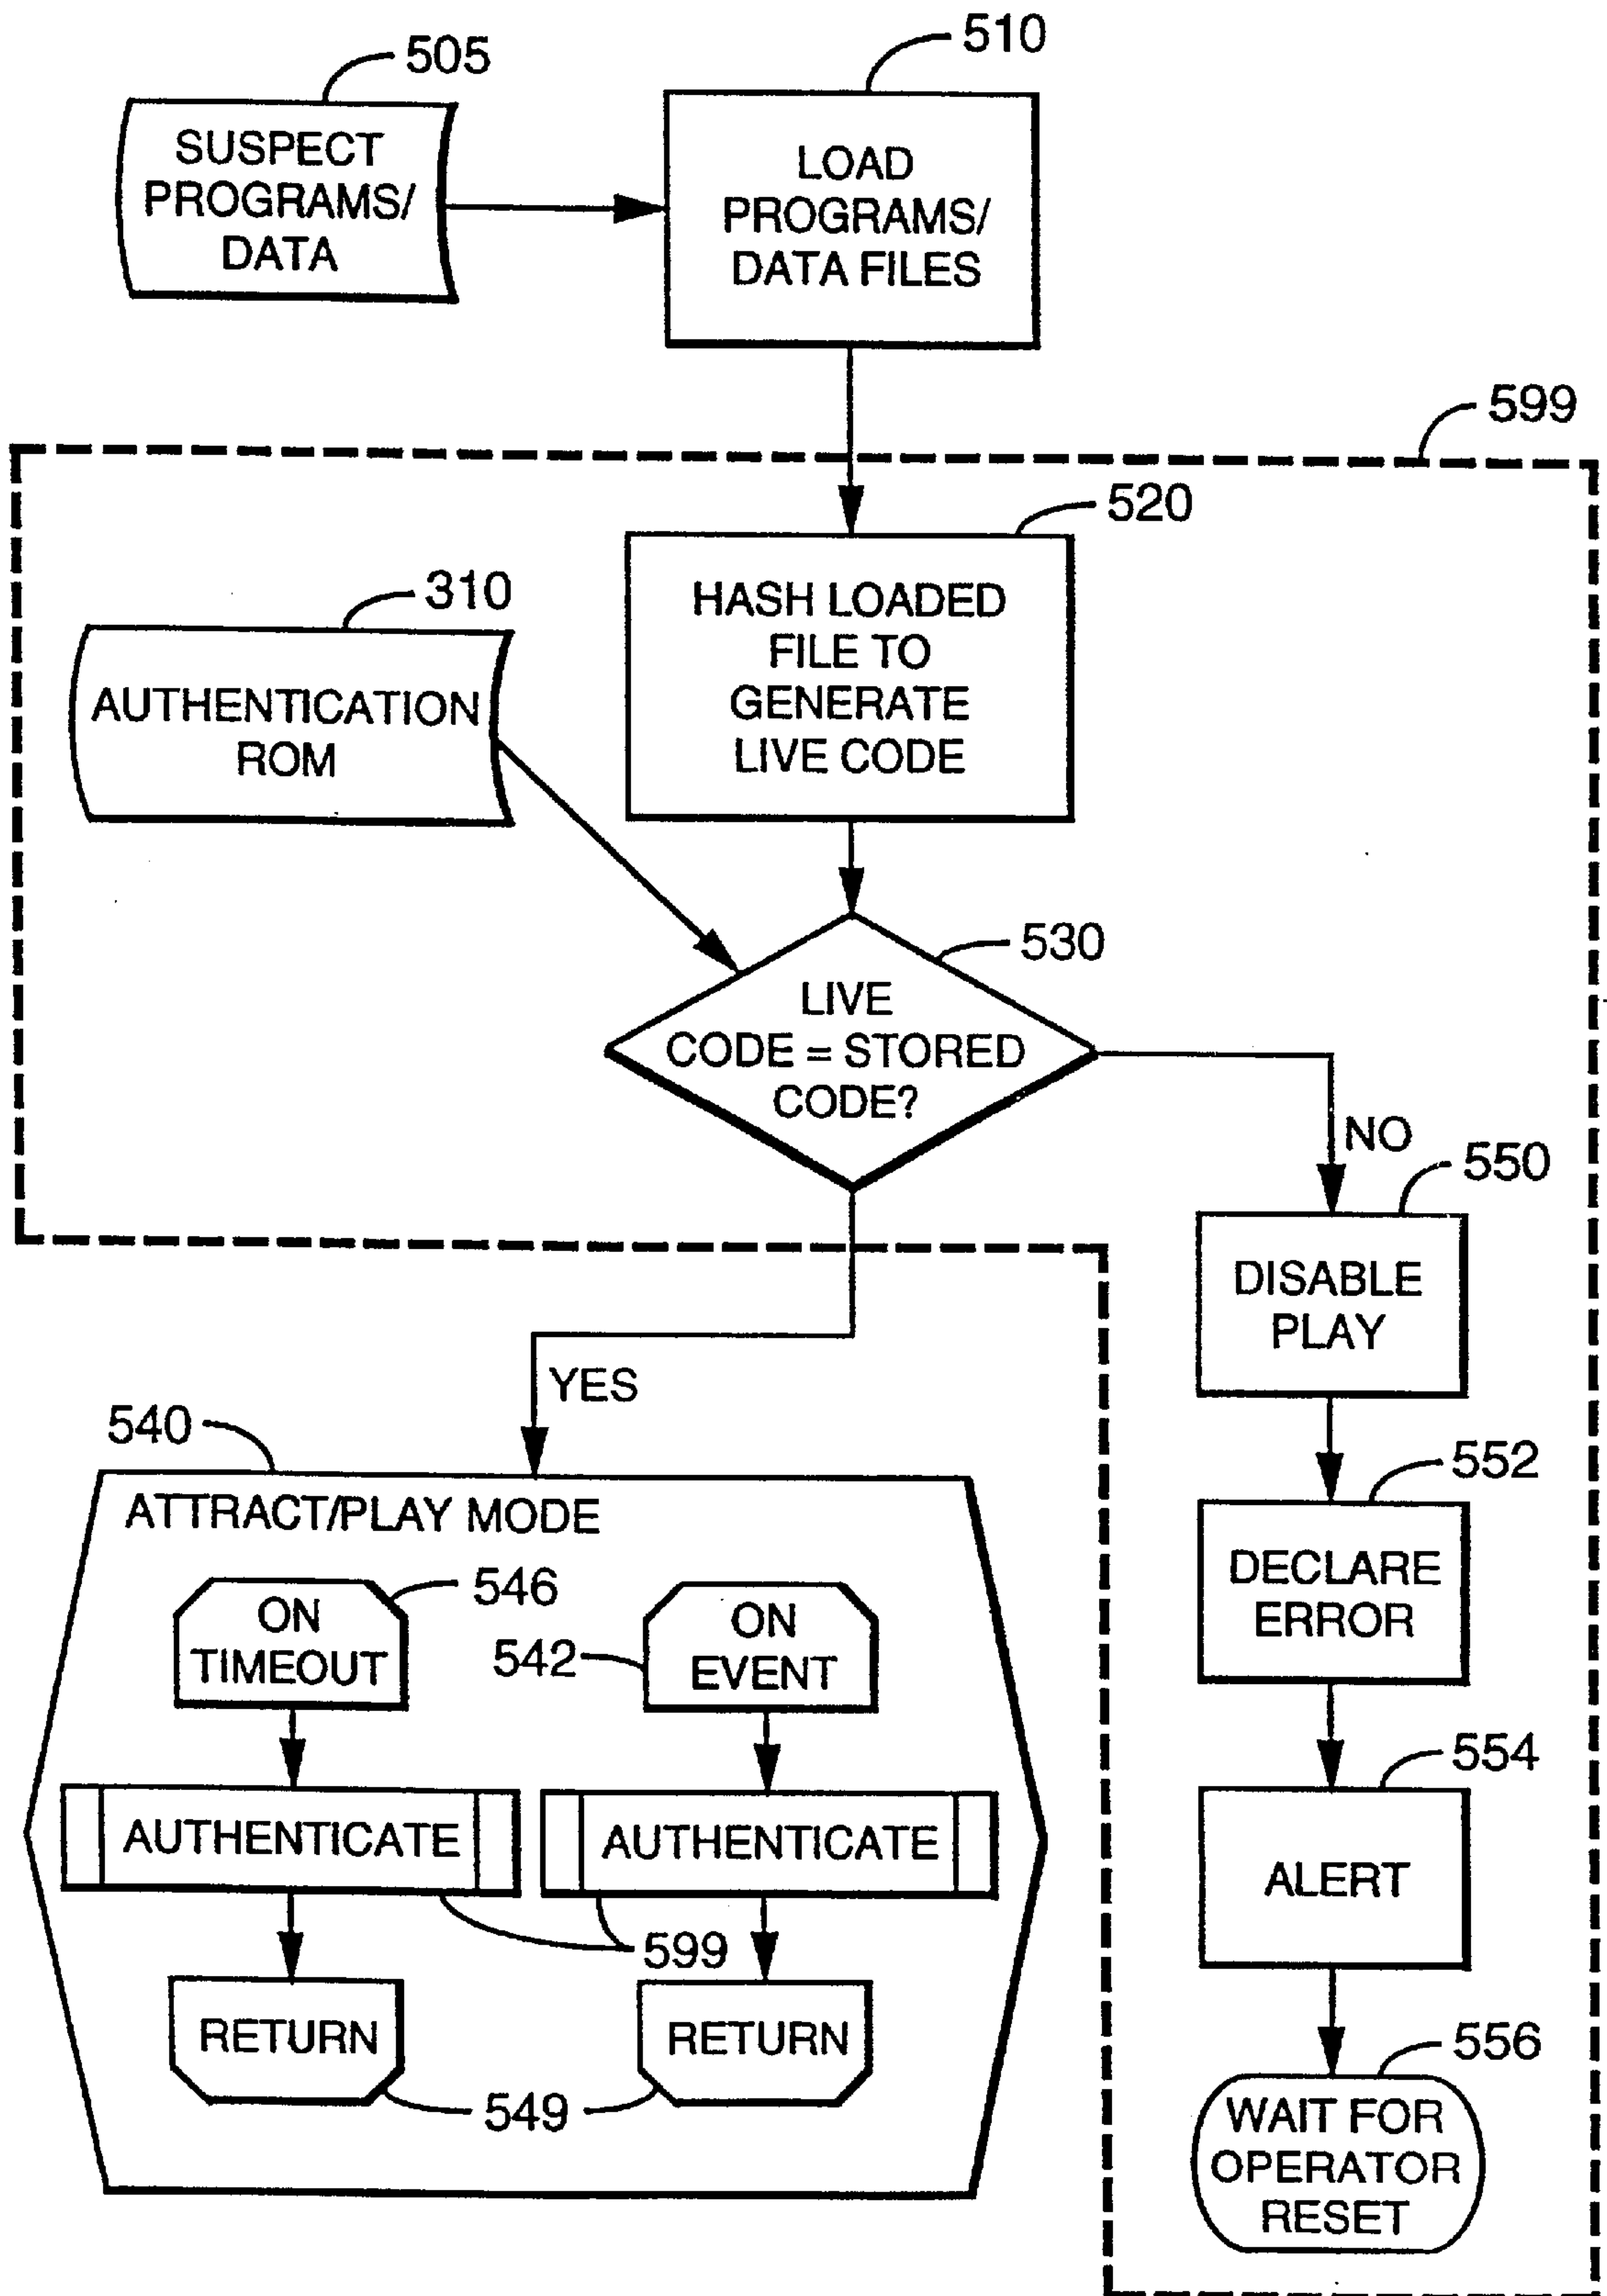 505
SUSPECT
PROGRAMS/
DATA
510
LOAD
PROGRAMS/
DATA FILES
599
520
HASH LOADED
FILE TO
GENERATE
LIVE CODE
310
AUTHENTICATION
ROM
530
LIVE
CODE = STORED
CODE?
NO
550
DISABLE
PLAY
YES
540
ATTRACT/PLAY MODE
552
DECLARE
ERROR
546
ON
TIMEOUT
542
ON
EVENT
554
ALERT
AUTHENTICATE
AUTHENTICATE
599
RETURN
RETURN
549
556
WAIT FOR
OPERATOR
RESET